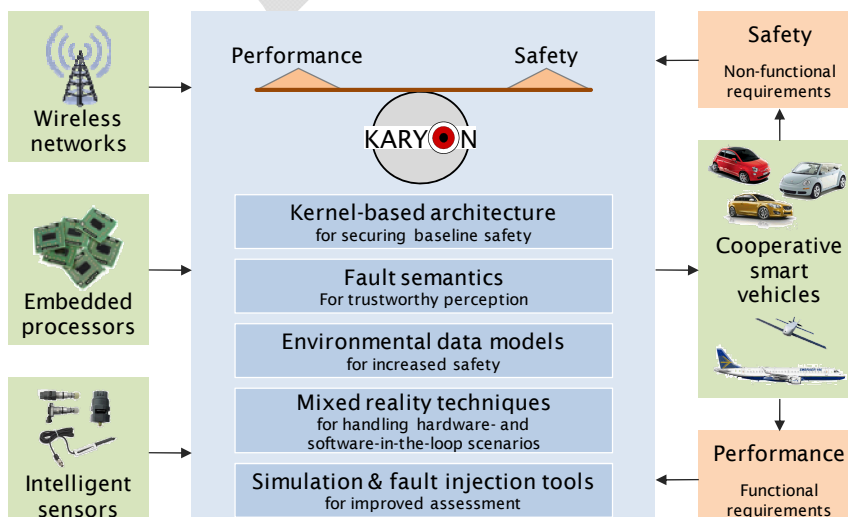 Wireless
networks
Embedded
processors
Intelligent
sensors
Performance
Safety
KARYON
Kernel-based architecture
for securing baseline safety
Fault semantics
For trustworthy perception
Environmental data models
for increased safety
Mixed reality techniques
for handling hardware- and
software-in-the-loop scenarios
Simulation & fault injection tools
for improved assessment
Safety
Non-functional
requirements
Cooperative
smart
vehicles
Performance
Functional
requirements